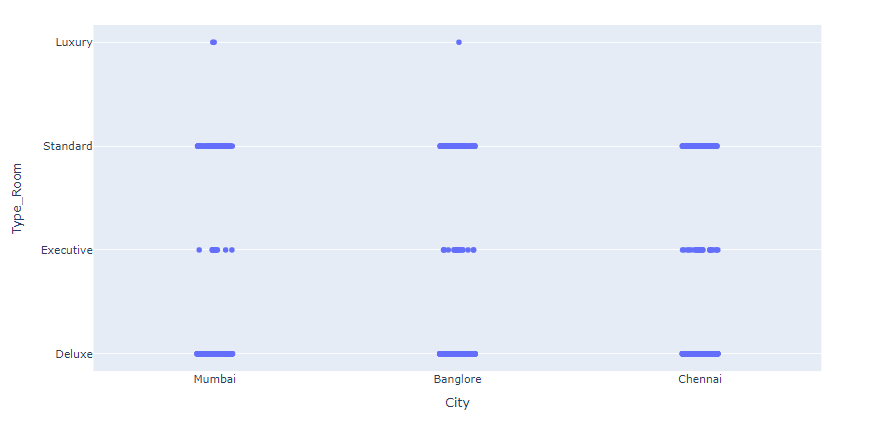 Luxury
Standard
Executive
Deluxe
Type_Room
Mumbai
Banglore
Chennai
City